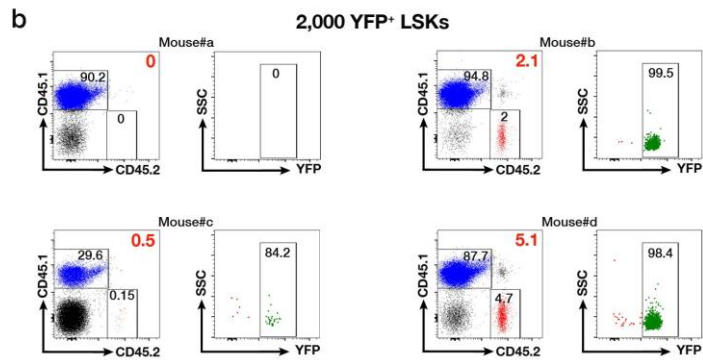 b
2,000 YFP⁺ LSKs
Mouse#a
CD45.1
90.2
0
0
CD45.2
SSC
0
YFP
Mouse#b
CD45.1
94.8
2.1
2
CD45.2
SSC
99.5
YFP
Mouse#c
CD45.1
29.6
0.5
0.15
CD45.2
SSC
84.2
YFP
Mouse#d
CD45.1
87.7
5.1
4.7
CD45.2
SSC
98.4
YFP